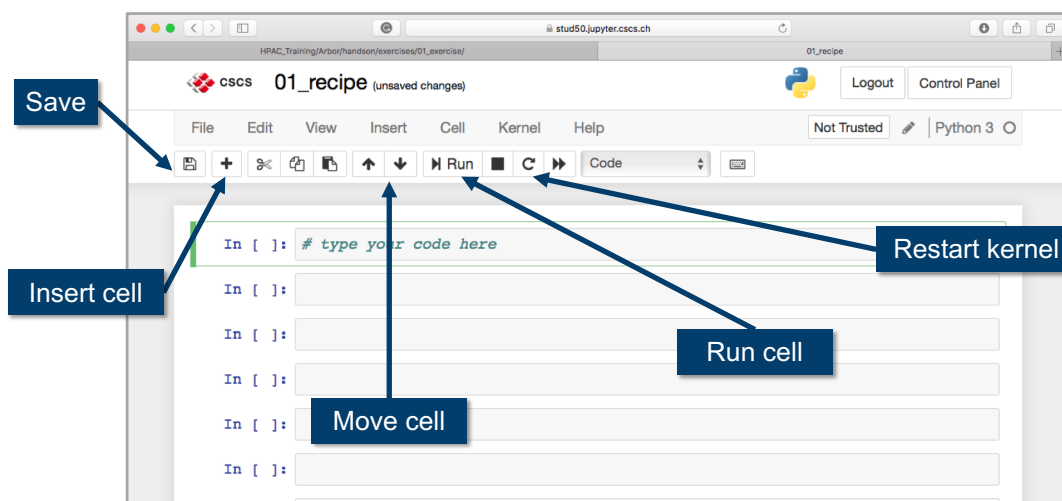 stud50.jupyter.cscs.ch
HPAC_Training/Arbor/handson/exercises/01_exercise/
01_recipe
cscs 01_recipe (unsaved changes)
Logout
Control Panel
Save
File Edit View Insert Cell Kernel Help
Not Trusted
Python 3
Run
Code
In [ ]: # type your code here
Restart kernel
Insert cell
In [ ]:
In [ ]:
Run cell
In [ ]:
Move cell
In [ ]:
In [ ]: